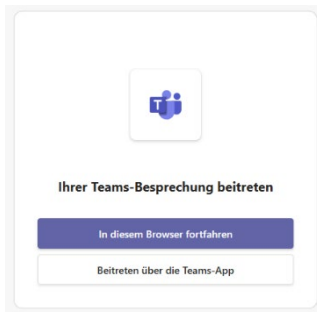 Ihrer Teams-Besprechung beitreten
In diesem Browser fortfahren
Beitreten über die Teams-App